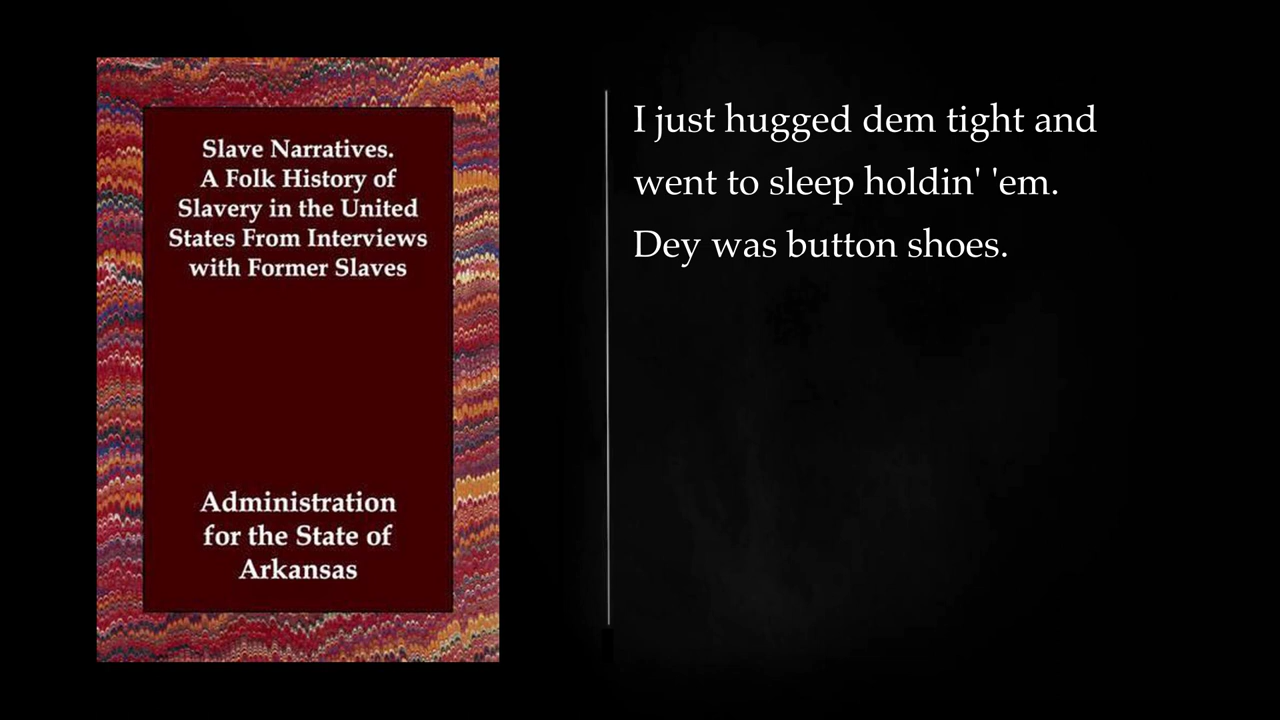 Slave Narratives.
A Folk History of
Slavery in the United
States From Interviews
with Former Slaves
Administration
for the State of
Arkansas
I just hugged dem tight and
went to sleep holdin' 'em.
Dey was button shoes.